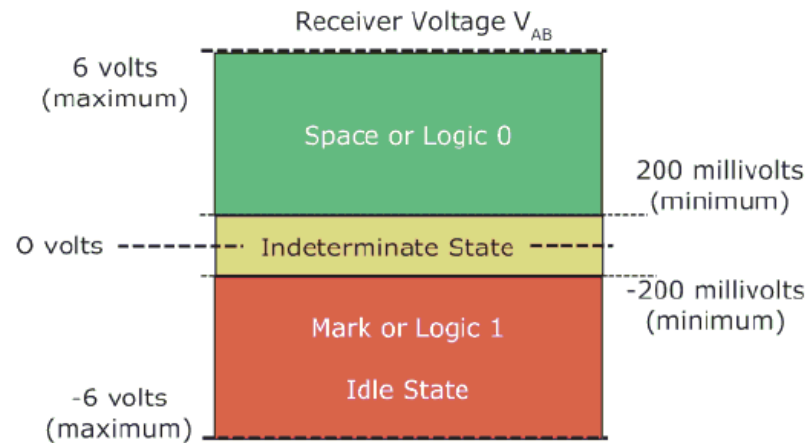 Receiver Voltage VAB
6 volts
(maximum)
Space or Logic 0
200 millivolts
(minimum)
O volts
Indeterminate State
-200 millivolts
(minimum)
Mark or Logic 1
Idle State
-6 volts
(maximum)